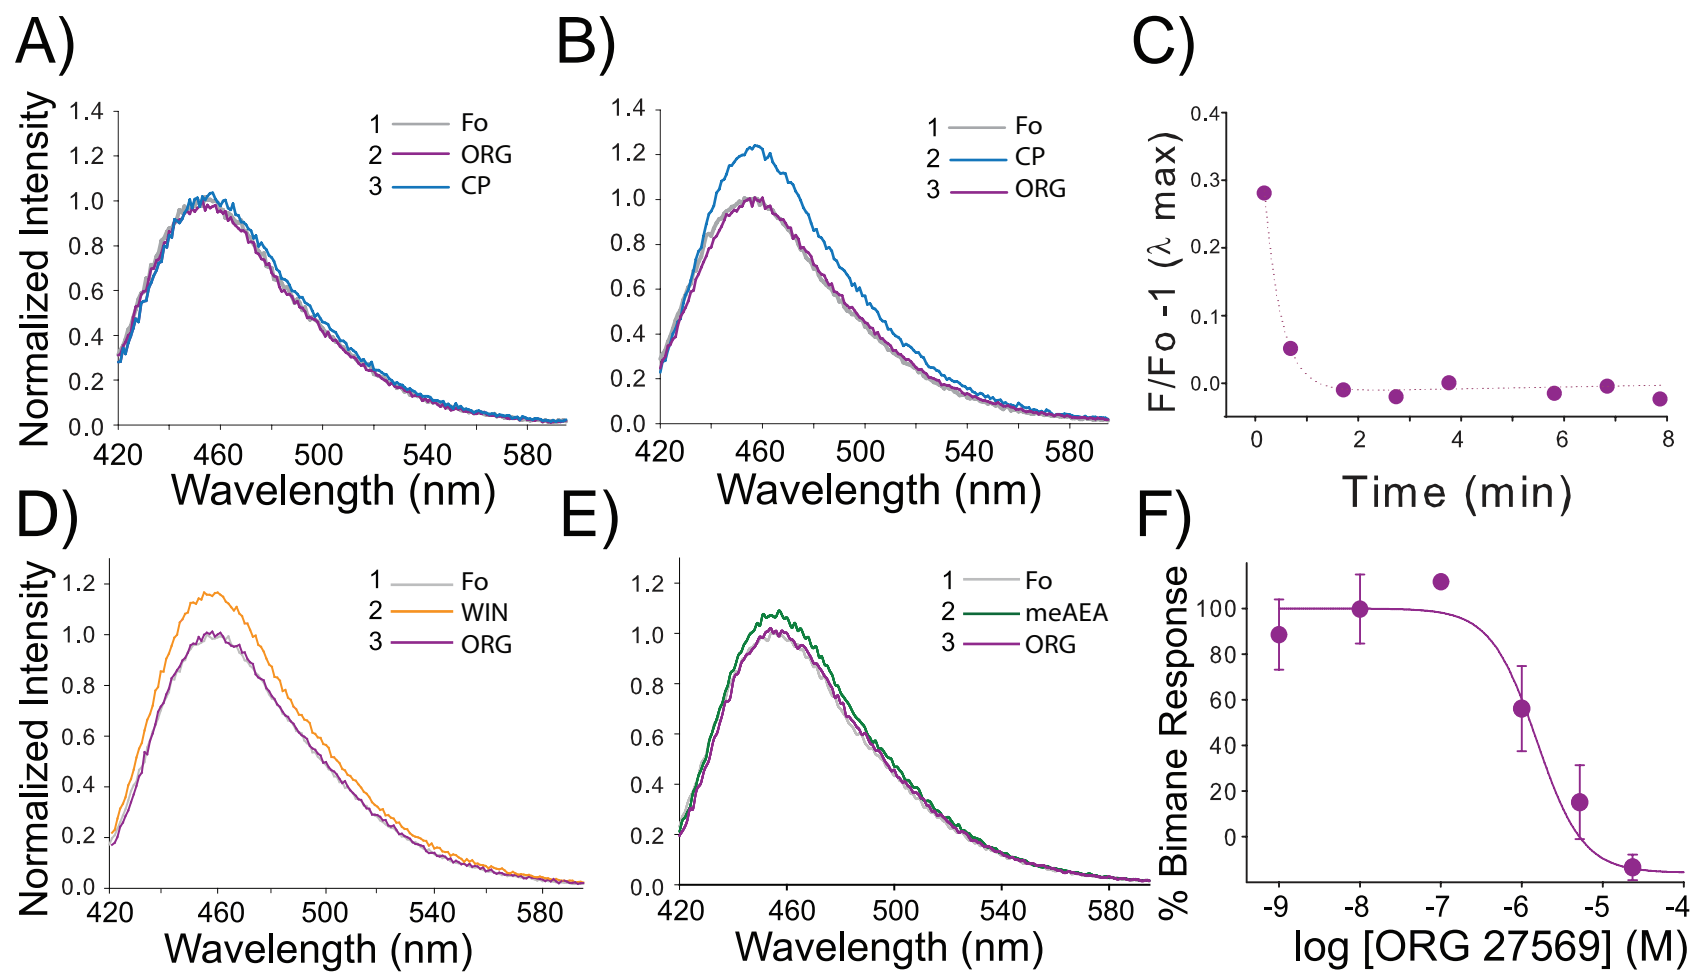 A)
Normalized Intensity
1.4
1.2
1.0
0.8
0.6
0.4
0.2
0.0
1 Fo
2 ORG
3 CP
420 460 500 540 580
Wavelength (nm)
B)
1.4
1.2
1.0
0.8
0.6
0.4
0.2
0.0
1 Fo
2 CP
3 ORG
420 460 500 540 580
Wavelength (nm)
C)
F/Fo -1 (λ max)
0.4
0.3
0.2
0.1
0.0
0 2 4 6 8
Time (min)
D)
Normalized Intensity
1.2
1.0
0.8
0.6
0.4
0.2
0.0
1 Fo
2 WIN
3 ORG
420 460 500 540 580
Wavelength (nm)
E)
1.2
1.0
0.8
0.6
0.4
0.2
0.0
1 Fo
2 meAEA
3 ORG
420 460 500 540 580
Wavelength (nm)
F)
% Bimane Response
100
80
60
40
20
0
-9 -8 -7 -6 -5 -4
log [ORG 27569] (M)